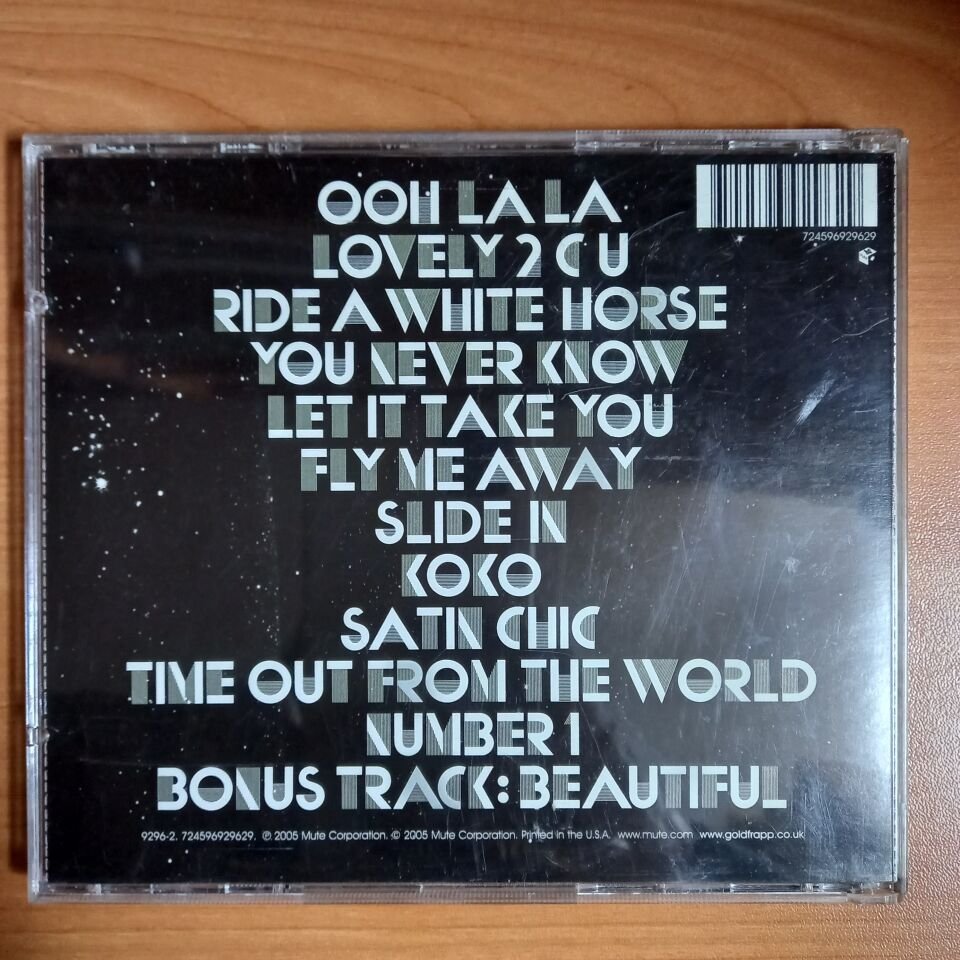 OOH LA LA
724596929629
LOVELY 2 C U
RIDE A WHITE HORSE
YOU NEVER KNOW
LET IT TAKE YOU
FLY ME AWAY
SLIDE IN
KOKO
SATIN CHIC
TIME OUT FROM THE WORLD
NUMBER 1
BONUS TRACK: BEAUTIFUL
9296-2. 724596929629. ℗ 2005 Mute Corporation. © 2005 Mute Corporation. Printed in the U.S.A. www.mute.com www.goldfrapp.co.uk